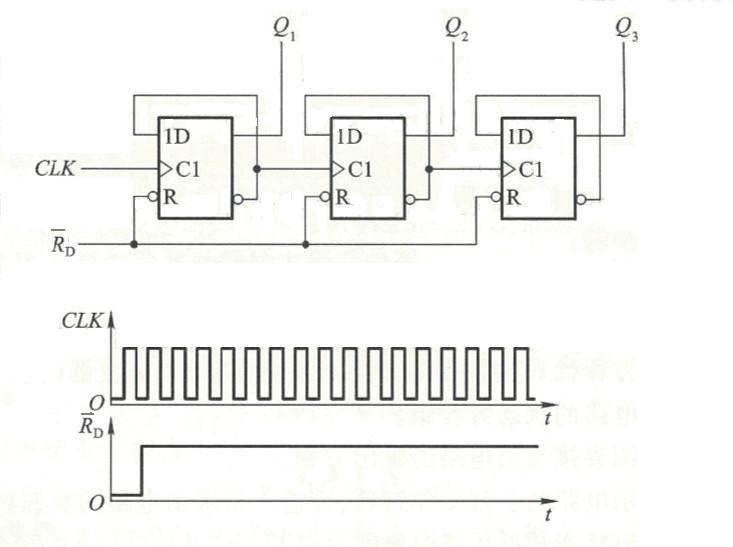 Q1 Q2 Q3
1D 1D 1D
CLK C1 C1 C1
R R R
R̅D
CLK
O t
R̅D
O t